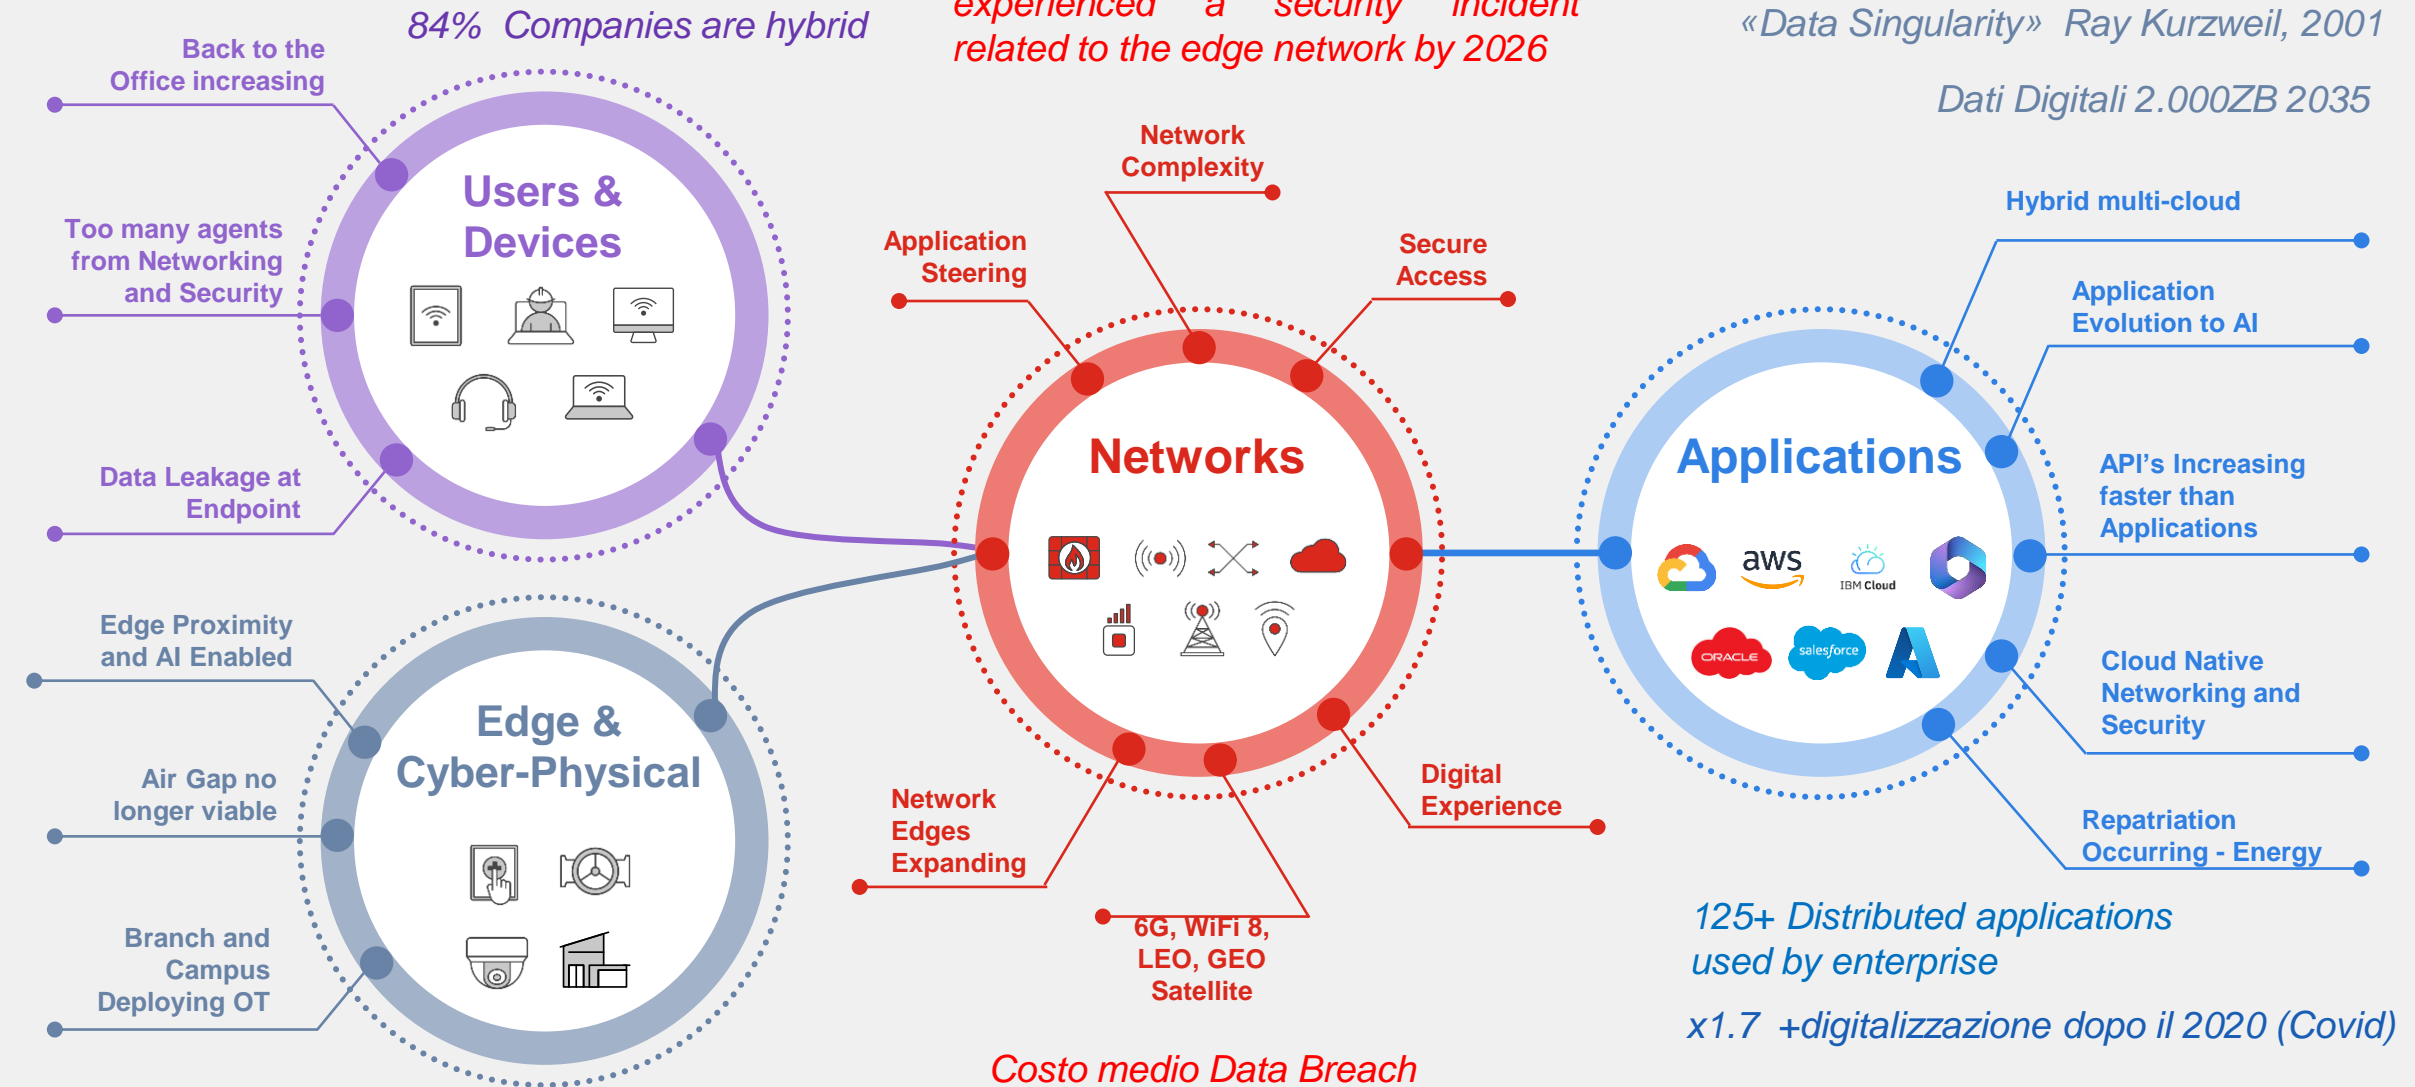 84% Companies are hybrid
experienced a security incident
related to the edge network by 2026
«Data Singularity» Ray Kurzweil, 2001
Dati Digitali 2.000ZB 2035
Back to the
Office increasing
Too many agents
from Networking
and Security
Data Leakage at
Endpoint
Users &
Devices
Edge Proximity
and AI Enabled
Air Gap no
longer viable
Branch and
Campus
Deploying OT
Edge &
Cyber-Physical
Network
Complexity
Application
Steering
Secure
Access
Networks
Network
Edges
Expanding
6G, WiFi 8,
LEO, GEO
Satellite
Digital
Experience
Costo medio Data Breach
Hybrid multi-cloud
Application
Evolution to AI
API’s Increasing
faster than
Applications
Cloud Native
Networking and
Security
Repatriation
Occurring - Energy
Applications
aws
IBM Cloud
ORACLE
salesforce
125+ Distributed applications
used by enterprise
x1.7 +digitalizzazione dopo il 2020 (Covid)